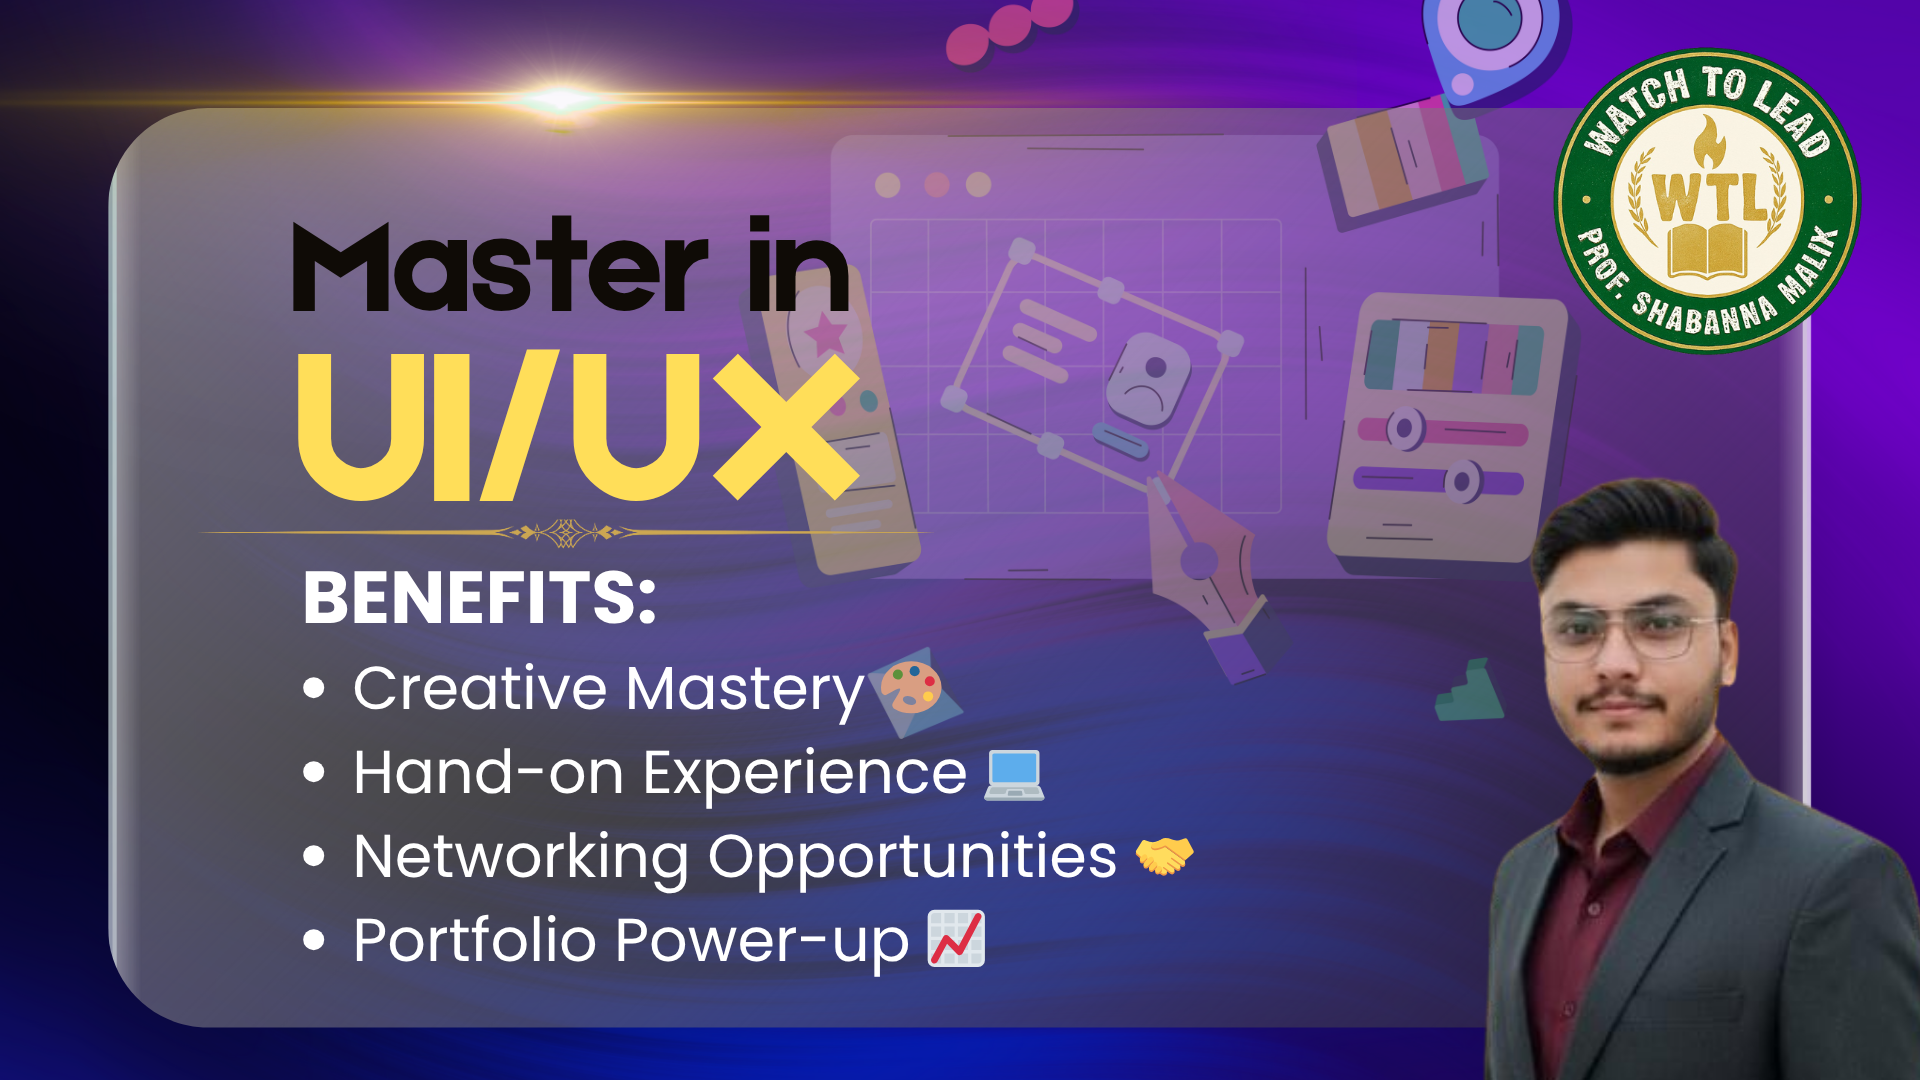 WATCH TO LEAD
WTL
PROF. SHABANNA MALIK
Master in
UI/UX
BENEFITS:
• Creative Mastery 🎨
• Hand-on Experience 💻
• Networking Opportunities 🤝
• Portfolio Power-up 📈